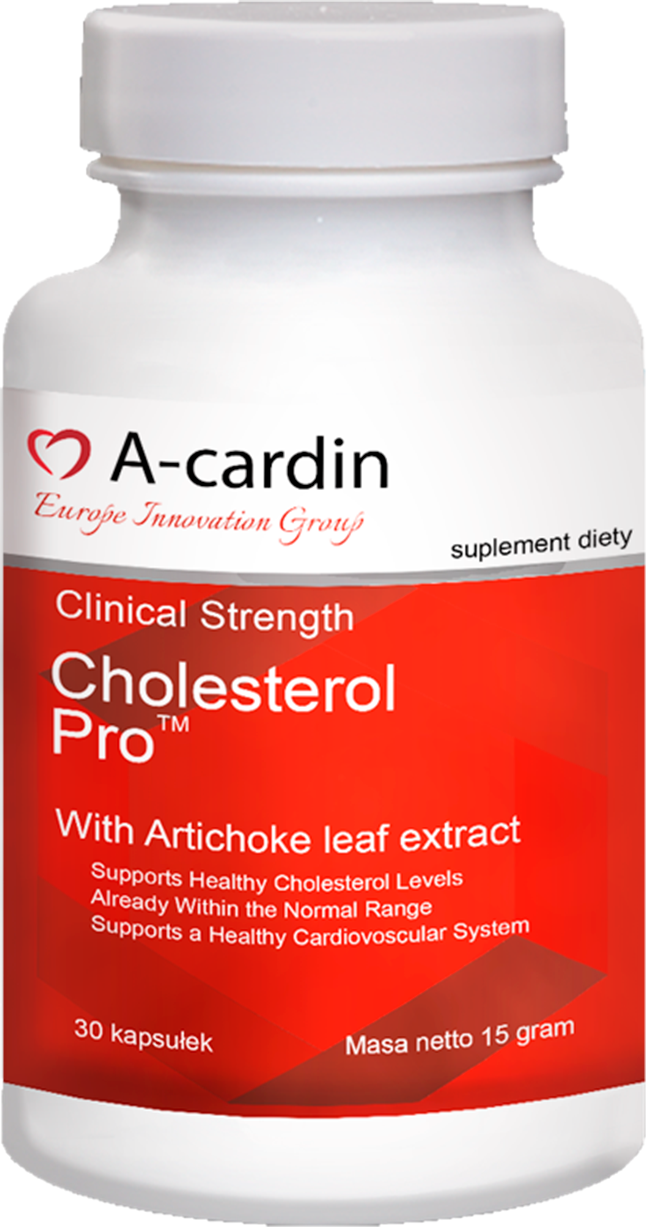 A-cardin
Europe Innovation Group
suplement diety
Clinical Strength
Cholesterol
Pro™
With Artichoke leaf extract
Supports Healthy Cholesterol Levels
Already Within the Normal Range
Supports a Healthy Cardiovoscular System
30 kapsułek
Masa netto 15 gram